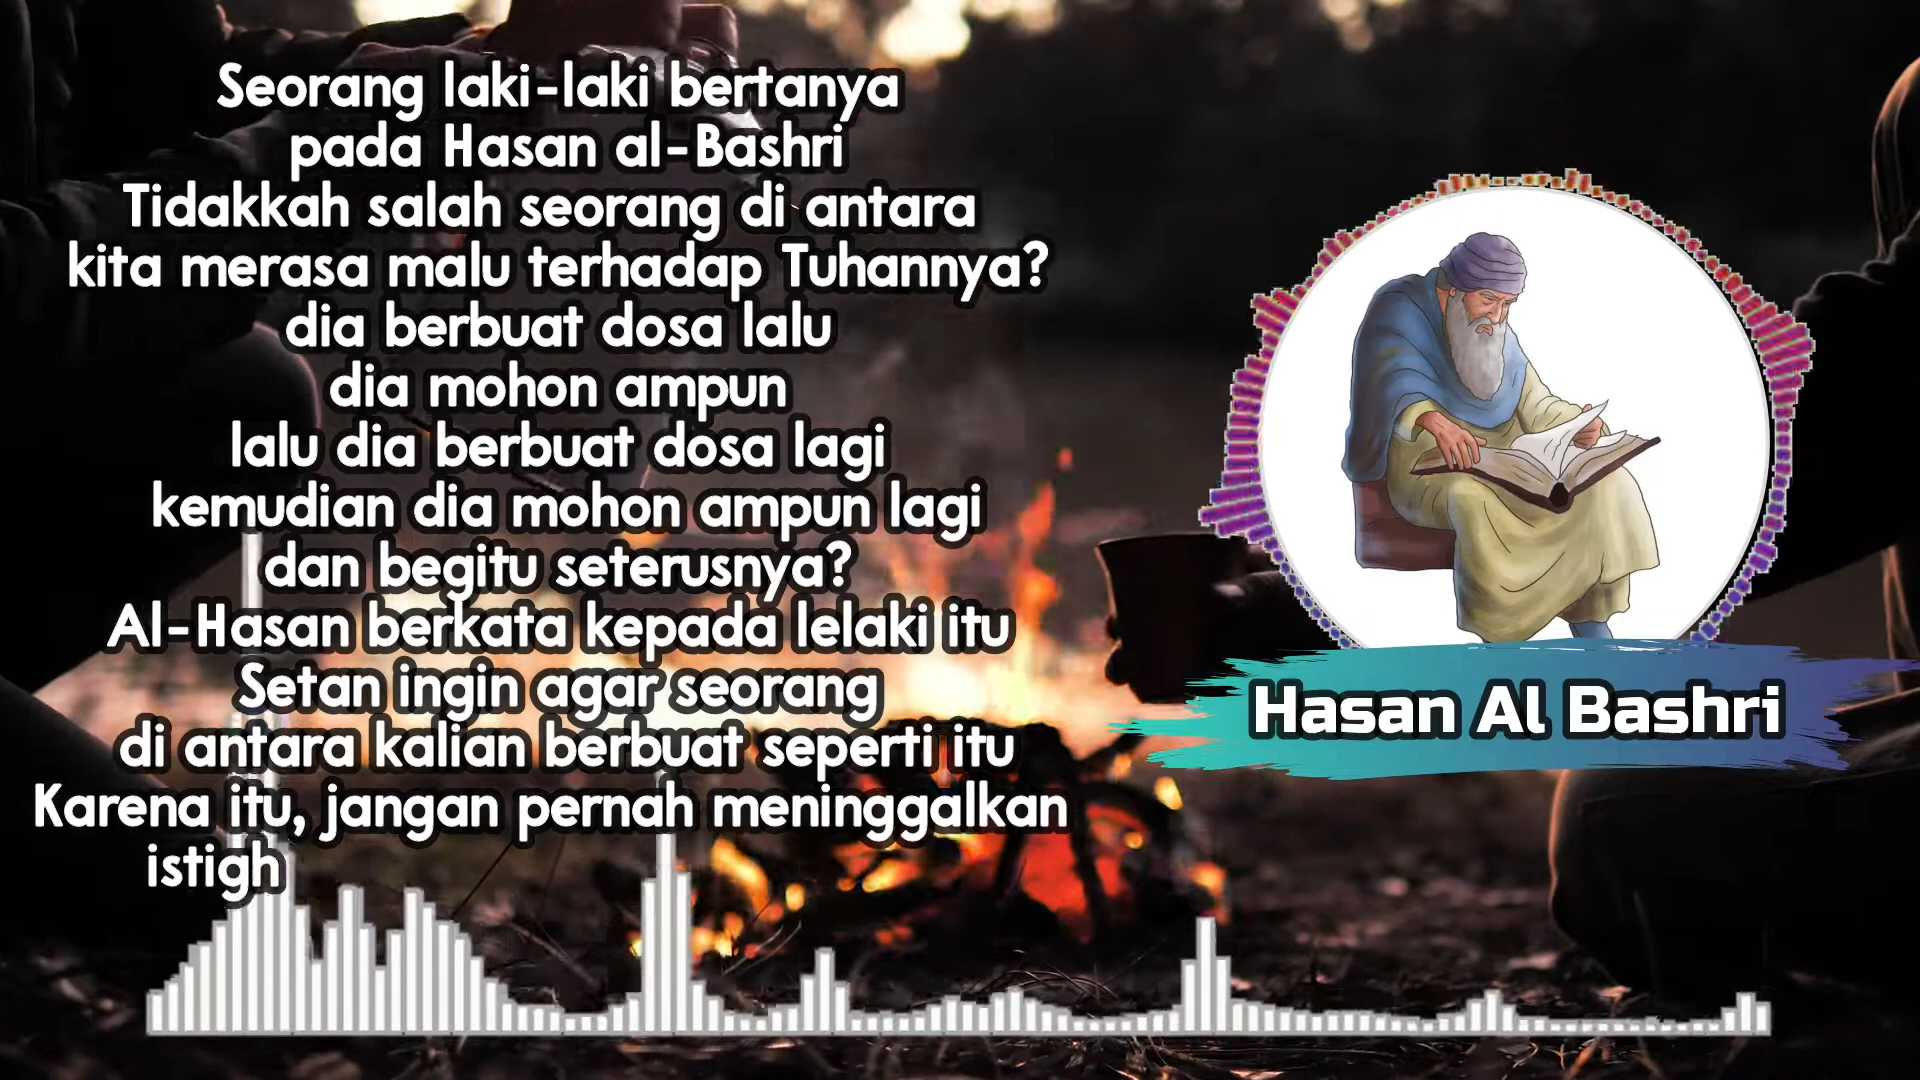 Seorang laki-laki bertanya
pada Hasan al-Bashri
Tidakkah salah seorang di antara
kita merasa malu terhadap Tuhannya?
dia berbuat dosa lalu
dia mohon ampun
lalu dia berbuat dosa lagi
kemudian dia mohon ampun lagi
dan begitu seterusnya?
Al-Hasan berkata kepada lelaki itu
Setan ingin agar seorang
di antara kalian berbuat seperti itu
Karena itu, jangan pernah meninggalkan
istigh
Hasan Al Bashri